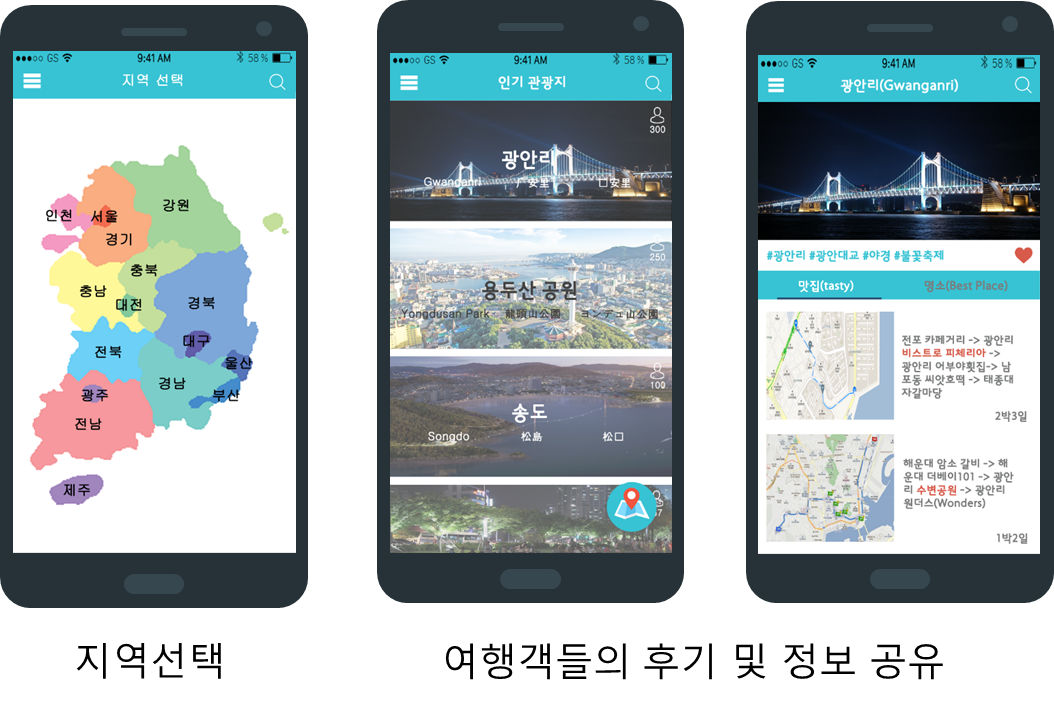 GS 9:41 AM 58 %
지역 선택
강원
인천 서울
경기
충북
충남
대전
경북
대구
전북
울산
경남
광주
부산
전남
제주
지역선택
GS 9:41 AM 58 %
인기 관광지
300
광안리
Gwanganri 广安里 広安里
250
용두산 공원
Yongdusan Park 龍頭山公園 ヨンデュ山公園
100
송도
Songdo 松島 松口
GS 9:41 AM 58 %
광안리(Gwanganri)
#광안리 #광안대교 #야경 #불꽃축제
맛집(tasty) 명소(Best Place)
전포 카페거리 -> 광안리
비스트로 피체리아 ->
광안리 어부야횟집-> 남
포동 씨앗호떡 -> 태종대
자갈마당
2박3일
해운대 암소 갈비 -> 해
운대 더베이101 -> 광안
리 수변공원 -> 광안리
원더스(Wonders)
1박2일
여행객들의 후기 및 정보 공유